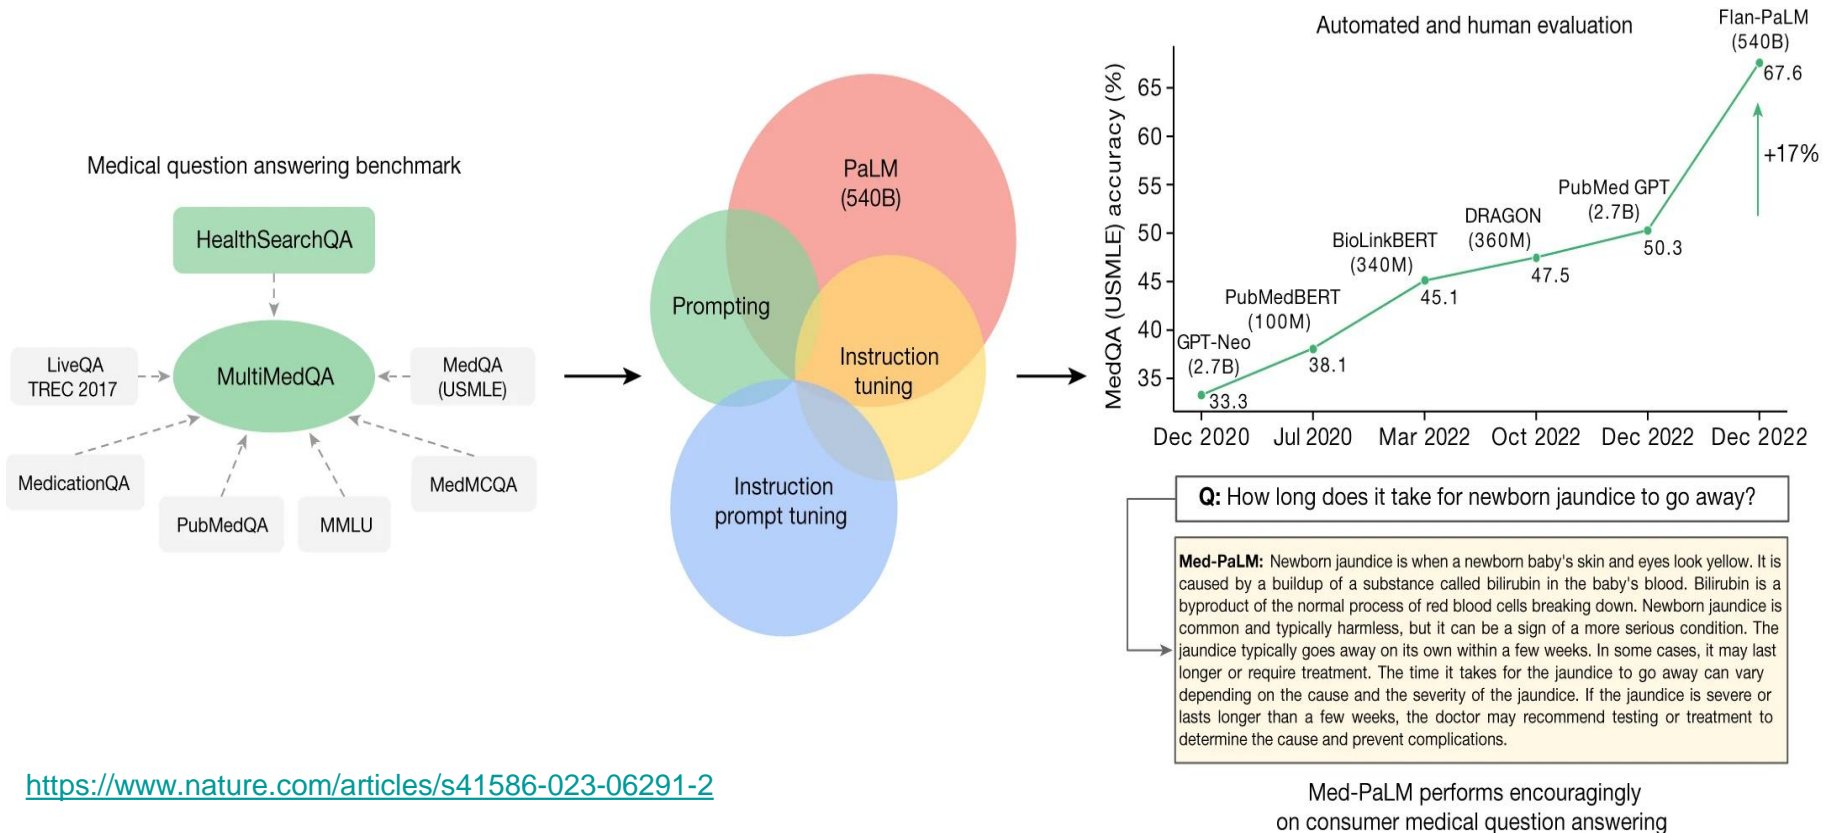 Medical question answering benchmark
HealthSearchQA
LiveQA
TREC 2017
MultiMedQA
MedQA
(USMLE)
MedicationQA
PubMedQA
MMLU
MedMCQA
PaLM
(540B)
Prompting
Instruction
tuning
Instruction
prompt tuning
Automated and human evaluation
MedQA (USMLE) accuracy (%)
65
60
55
50
45
40
35
GPT-Neo
(2.7B)
33.3
PubMedBERT
(100M)
38.1
BioLinkBERT
(340M)
45.1
DRAGON
(360M)
47.5
PubMed GPT
(2.7B)
50.3
Flan-PaLM
(540B)
67.6
+17%
Dec 2020 Jul 2020 Mar 2022 Oct 2022 Dec 2022 Dec 2022
Q: How long does it take for newborn jaundice to go away?
Med-PaLM: Newborn jaundice is when a newborn baby's skin and eyes look yellow. It is
caused by a buildup of a substance called bilirubin in the baby's blood. Bilirubin is a
byproduct of the normal process of red blood cells breaking down. Newborn jaundice is
common and typically harmless, but it can be a sign of a more serious condition. The
jaundice typically goes away on its own within a few weeks. In some cases, it may last
longer or require treatment. The time it takes for the jaundice to go away can vary
depending on the cause and the severity of the jaundice. If the jaundice is severe or
lasts longer than a few weeks, the doctor may recommend testing or treatment to
determine the cause and prevent complications.
Med-PaLM performs encouragingly
on consumer medical question answering
https://www.nature.com/articles/s41586-023-06291-2